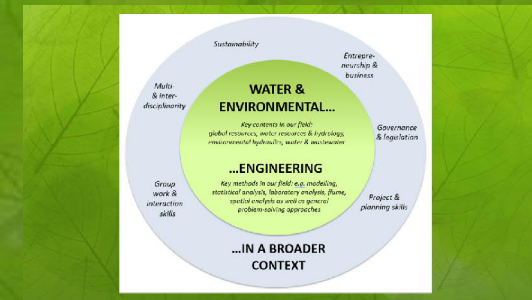 Sustainability
Entrepre-
neurship &
business
Multi-
& inter-
disciplinarity
WATER &
ENVIRONMENTAL...
Key contents in our field:
global resources, water resources & hydrology,
environmental hydraulics, water & wastewater
Governance
& legislation
...ENGINEERING
Key methods in our field: e.g. modelling,
statistical analysis, laboratory analysis, flume,
spatial analysis as well as general
problem-solving approaches
Group
work &
interaction
skills
Project &
planning skills
...IN A BROADER
CONTEXT